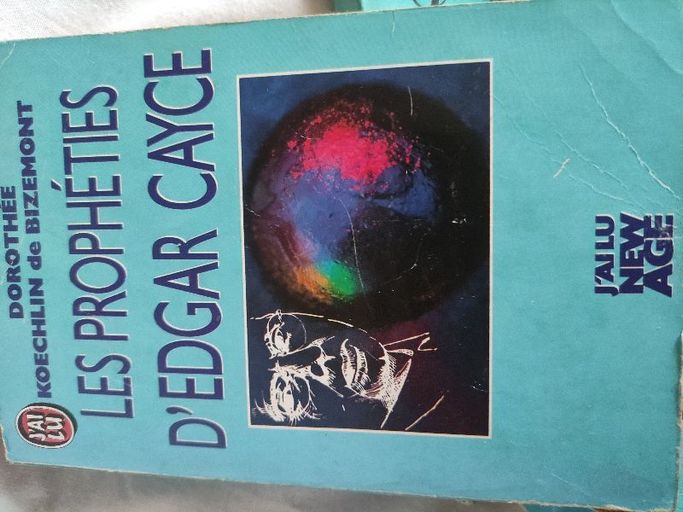 DOROTHÉE
KOECHLIN de BIZEMONT
LES PROPHÉTIES
D'EDGAR CAYCE
J'AI
LU
J'AI LU
NEW
AGE